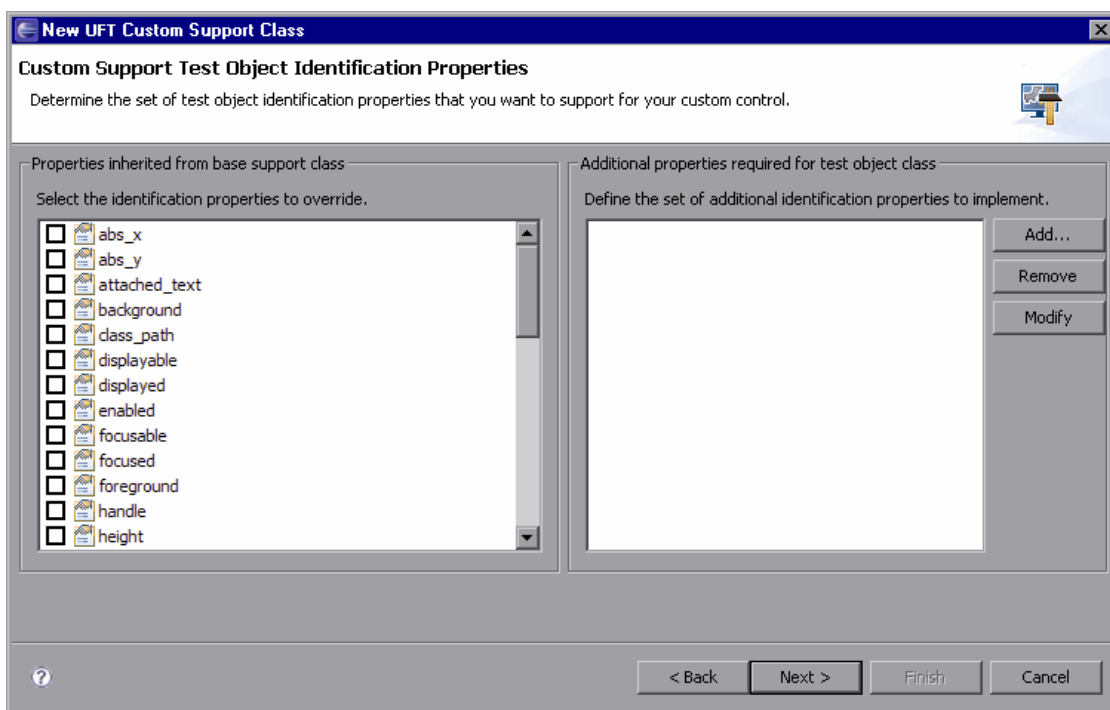 New UFT Custom Support Class
Custom Support Test Object Identification Properties
Determine the set of test object identification properties that you want to support for your custom control.
Properties inherited from base support class
Select the identification properties to override.
abs_x
abs_y
attached_text
background
class_path
displayable
displayed
enabled
focusable
focused
foreground
handle
height
Additional properties required for test object class
Define the set of additional identification properties to implement.
Add...
Remove
Modify
?
< Back
Next >
Finish
Cancel